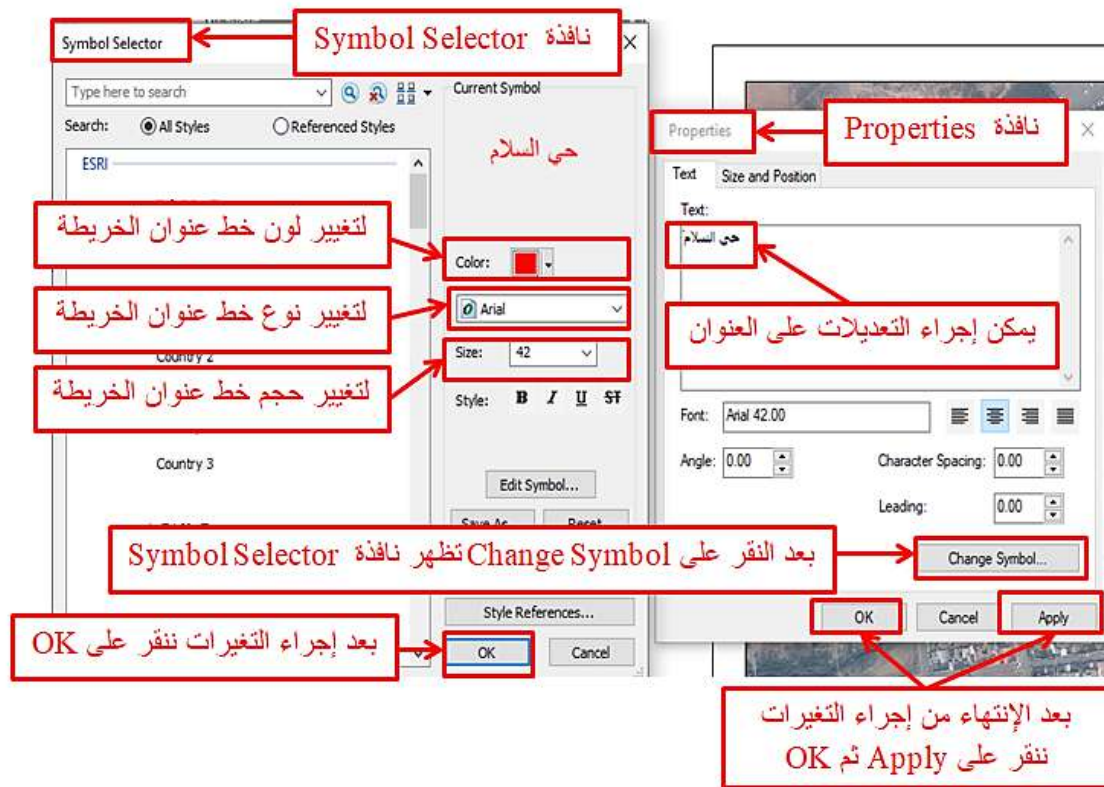 Symbol Selector
نافذة Symbol Selector
Type here to search
Search: All Styles Referenced Styles
ESRI
Country 2
Country 3
Current Symbol
حي السلام
لتغيير لون خط عنوان الخريطة
Color:
لتغيير نوع خط عنوان الخريطة
Arial
لتغيير حجم خط عنوان الخريطة
Size: 42
Style: B I U ST
Edit Symbol...
Save As... Reset
Style References...
بعد إجراء التغيرات ننقر على OK
OK Cancel
Properties
نافذة Properties
Text Size and Position
Text:
حي السلام
يمكن إجراء التعديلات على العنوان
Font: Arial 42.00
Angle: 0.00 Character Spacing: 0.00
Leading: 0.00
بعد النقر على Change Symbol تظهر نافذة Symbol Selector
Change Symbol...
OK Cancel Apply
بعد الإنتهاء من إجراء التغيرات
ننقر على Apply ثم OK